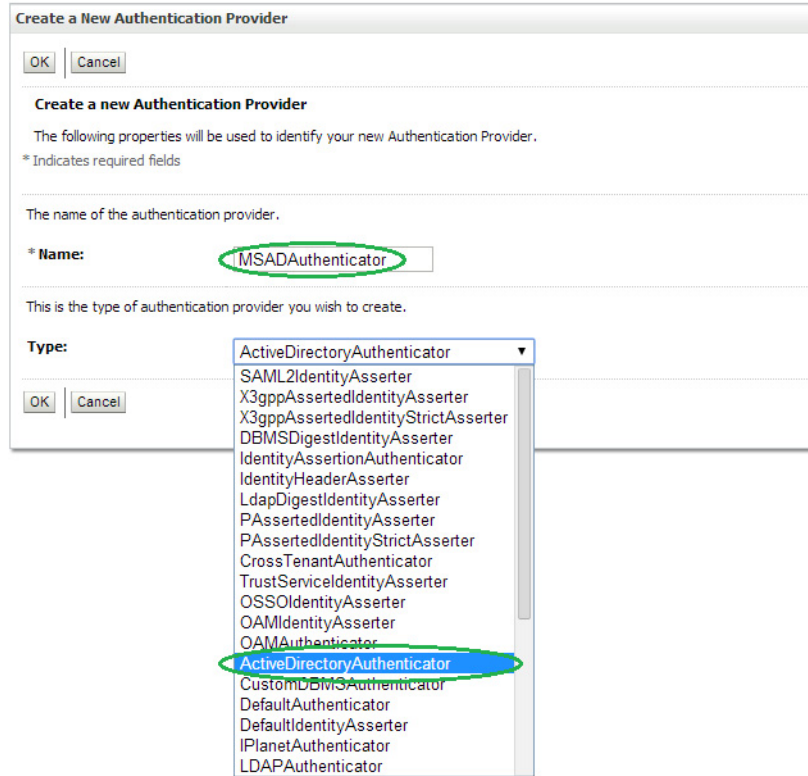 Create a New Authentication Provider
OK Cancel
Create a new Authentication Provider
The following properties will be used to identify your new Authentication Provider.
* Indicates required fields
The name of the authentication provider.
* Name: MSADAuthenticator
This is the type of authentication provider you wish to create.
Type: ActiveDirectoryAuthenticator
OK Cancel
SAML2IdentityAsserter
X3gppAssertedIdentityAsserter
X3gppAssertedIdentityStrictAsserter
DBMSDigestIdentityAsserter
IdentityAssertionAuthenticator
IdentityHeaderAsserter
LdapDigestIdentityAsserter
PAssertedIdentityAsserter
PAssertedIdentityStrictAsserter
CrossTenantAuthenticator
TrustServiceIdentityAsserter
OSSOIdentityAsserter
OAMIdentityAsserter
OAMAuthenticator
ActiveDirectoryAuthenticator
CustomDBMSAuthenticator
DefaultAuthenticator
DefaultIdentityAsserter
IPlanetAuthenticator
LDAPAuthenticator